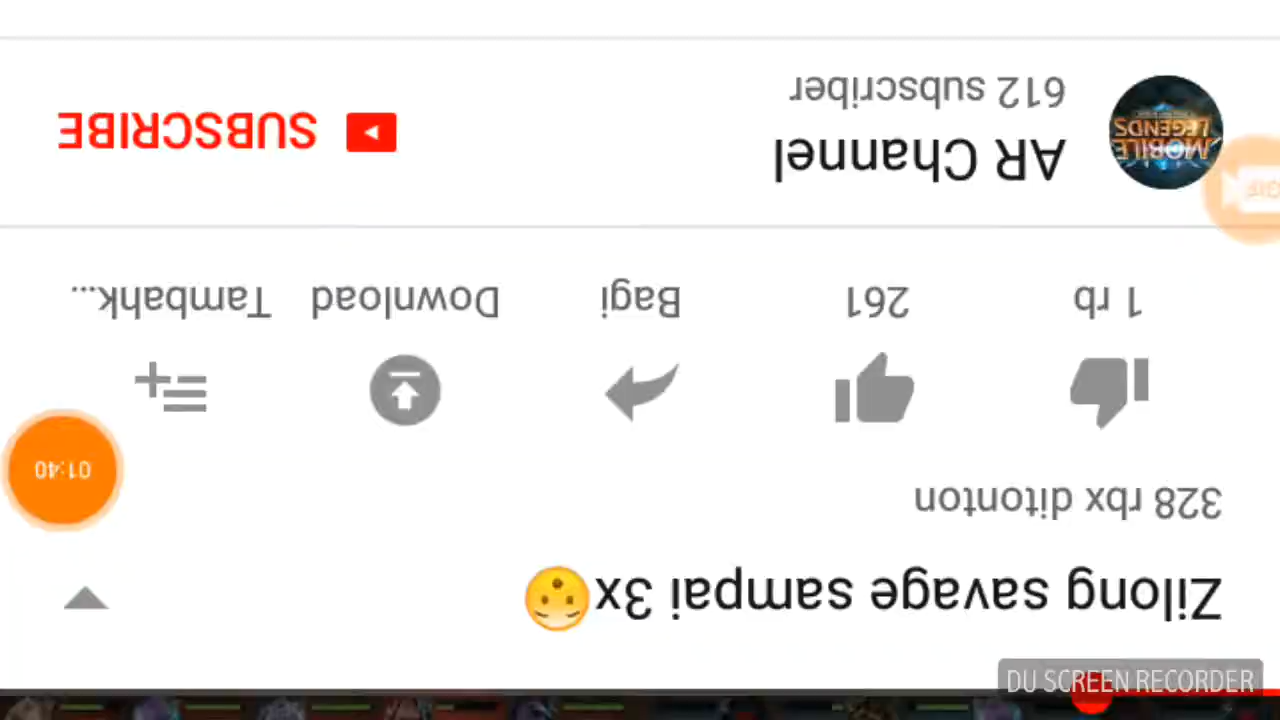 DU SCREEN RECORDER
Zilong savage sampai 3x
328 rbx ditonton
01:40
1 rb 261 Bagi Download Tambahk...
AR Channel
612 subscriber
SUBSCRIBE
MOBILE
LEGENDS
GIF